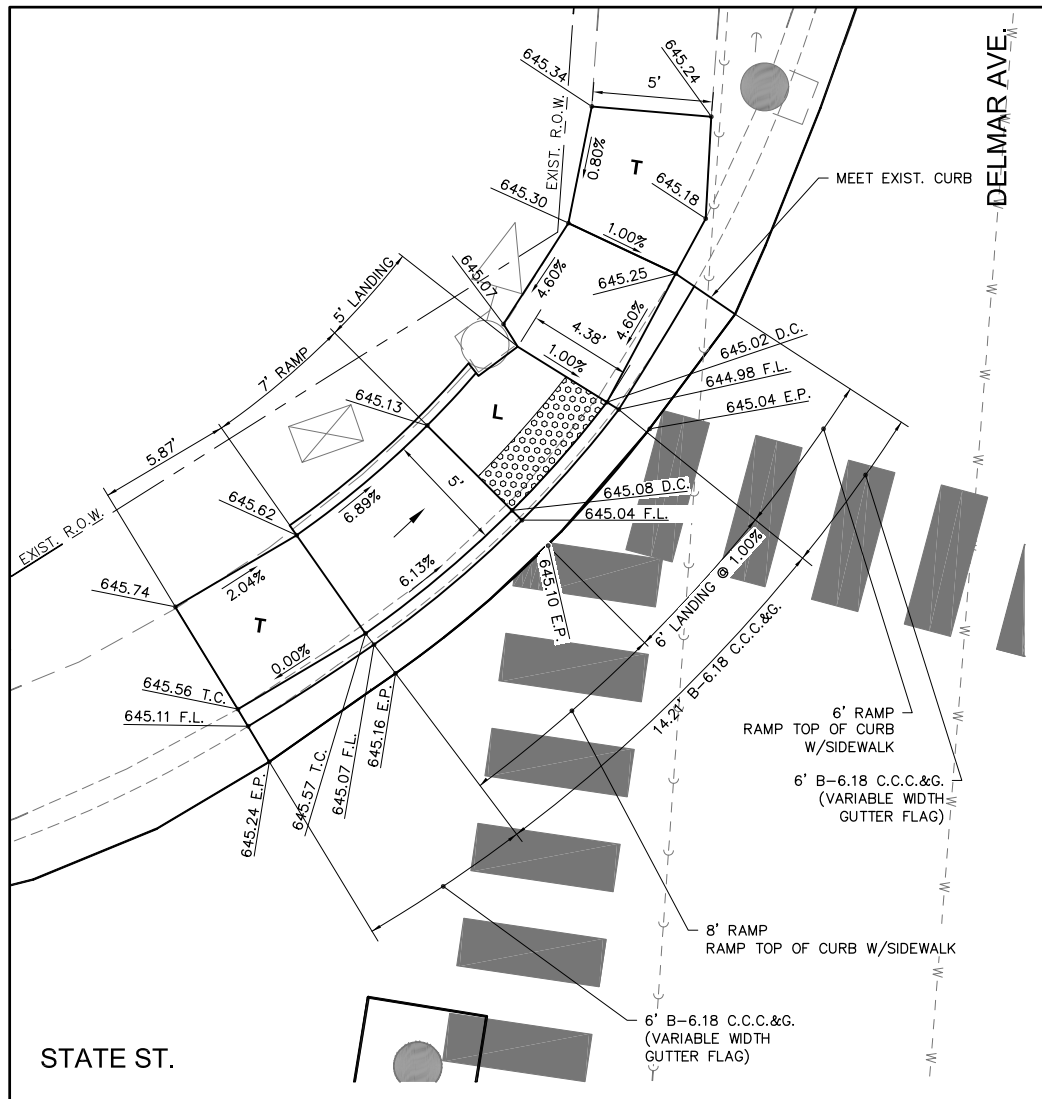 DELMAR AVE.
645.24
645.34
5'
EXIST. R.O.W.
0.80%
T
645.18
MEET EXIST. CURB
645.30
1.00%
645.07
4.60%
645.25
5' LANDING
4.38'
4.60%
645.02 D.C.
644.98 F.L.
645.04 E.P.
1.00%
7' RAMP
645.13
L
5.87'
5'
645.08 D.C.
645.04 F.L.
645.62
6.89%
EXIST. R.O.W.
6.13%
645.10 E.P.
6' LANDING @ 1.00%
645.74
2.04%
T
0.00%
14.21' B-6.18 C.C.C.&G.
645.56 T.C.
645.11 F.L.
645.24 E.P.
645.57 T.C.
645.07 F.L.
645.16 E.P.
6' RAMP
RAMP TOP OF CURB
W/SIDEWALK
6' B-6.18 C.C.C.&G.
(VARIABLE WIDTH
GUTTER FLAG)
8' RAMP
RAMP TOP OF CURB W/SIDEWALK
6' B-6.18 C.C.C.&G.
(VARIABLE WIDTH
GUTTER FLAG)
STATE ST.
W
W
W
W
W
W
W
W
W
W
W
W